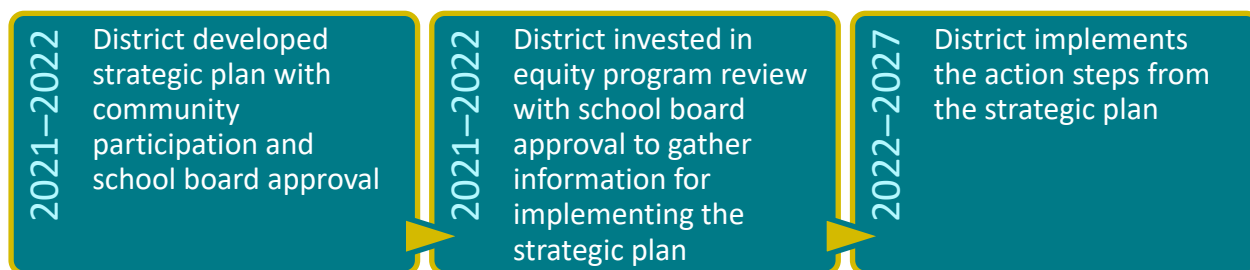 2021–2022
District developed
strategic plan with
community
participation and
school board approval
2021–2022
District invested in
equity program review
with school board
approval to gather
information for
implementing the
strategic plan
2022–2027
District implements
the action steps from
the strategic plan